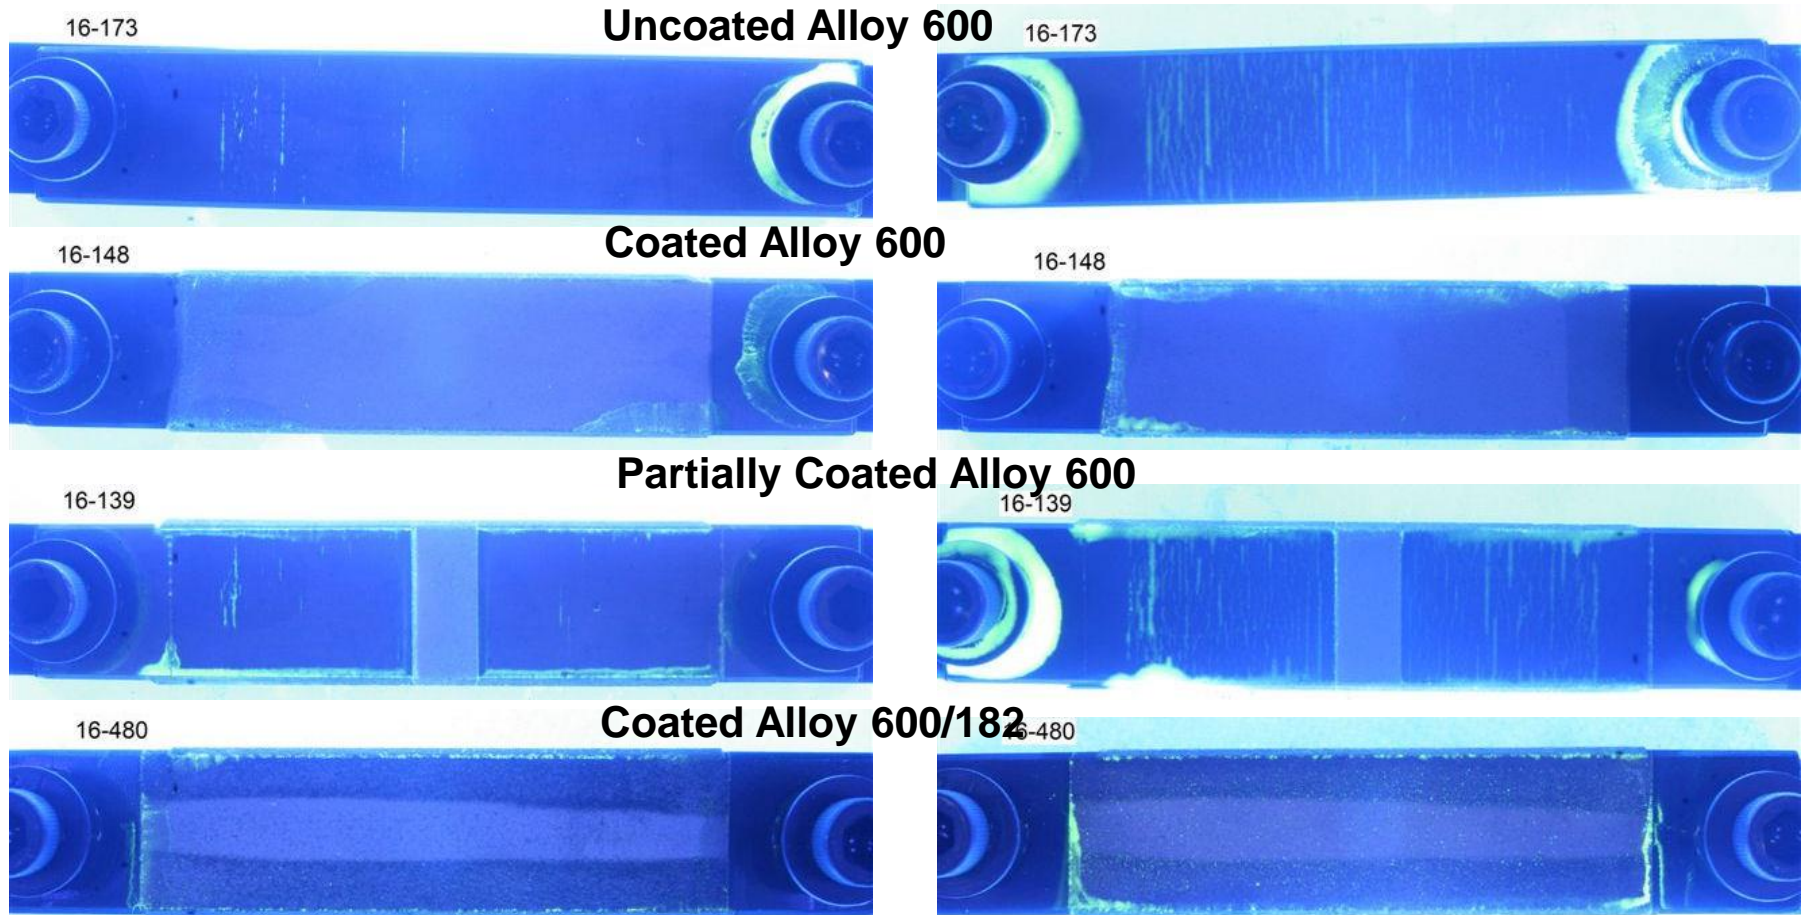 Uncoated Alloy 600
16-173
16-173
Coated Alloy 600
16-148
16-148
Partially Coated Alloy 600
16-139
16-139
Coated Alloy 600/182
16-480
16-480